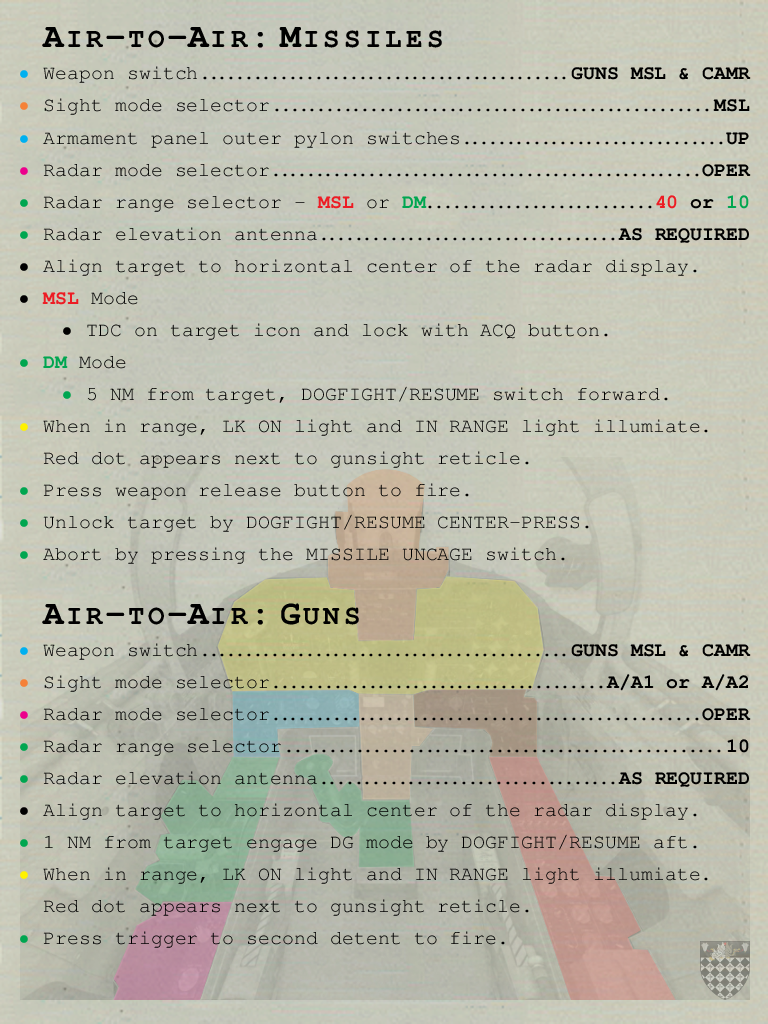 AIR-TO-AIR: MISSILES
• Weapon switch..........................................GUNS MSL & CAMR
• Sight mode selector..................................................MSL
• Armament panel outer pylon switches..............................UP
• Radar mode selector.................................................OPER
• Radar range selector - MSL or DM..........................40 or 10
• Radar elevation antenna..................................AS REQUIRED
• Align target to horizontal center of the radar display.
• MSL Mode
• TDC on target icon and lock with ACQ button.
• DM Mode
• 5 NM from target, DOGFIGHT/RESUME switch forward.
• When in range, LK ON light and IN RANGE light illumiate.
Red dot appears next to gunsight reticle.
• Press weapon release button to fire.
• Unlock target by DOGFIGHT/RESUME CENTER-PRESS.
• Abort by pressing the MISSILE UNCAGE switch.
AIR-TO-AIR: GUNS
• Weapon switch..........................................GUNS MSL & CAMR
• Sight mode selector......................................A/A1 or A/A2
• Radar mode selector.................................................OPER
• Radar range selector..................................................10
• Radar elevation antenna..................................AS REQUIRED
• Align target to horizontal center of the radar display.
• 1 NM from target engage DG mode by DOGFIGHT/RESUME aft.
• When in range, LK ON light and IN RANGE light illumiate.
Red dot appears next to gunsight reticle.
• Press trigger to second detent to fire.